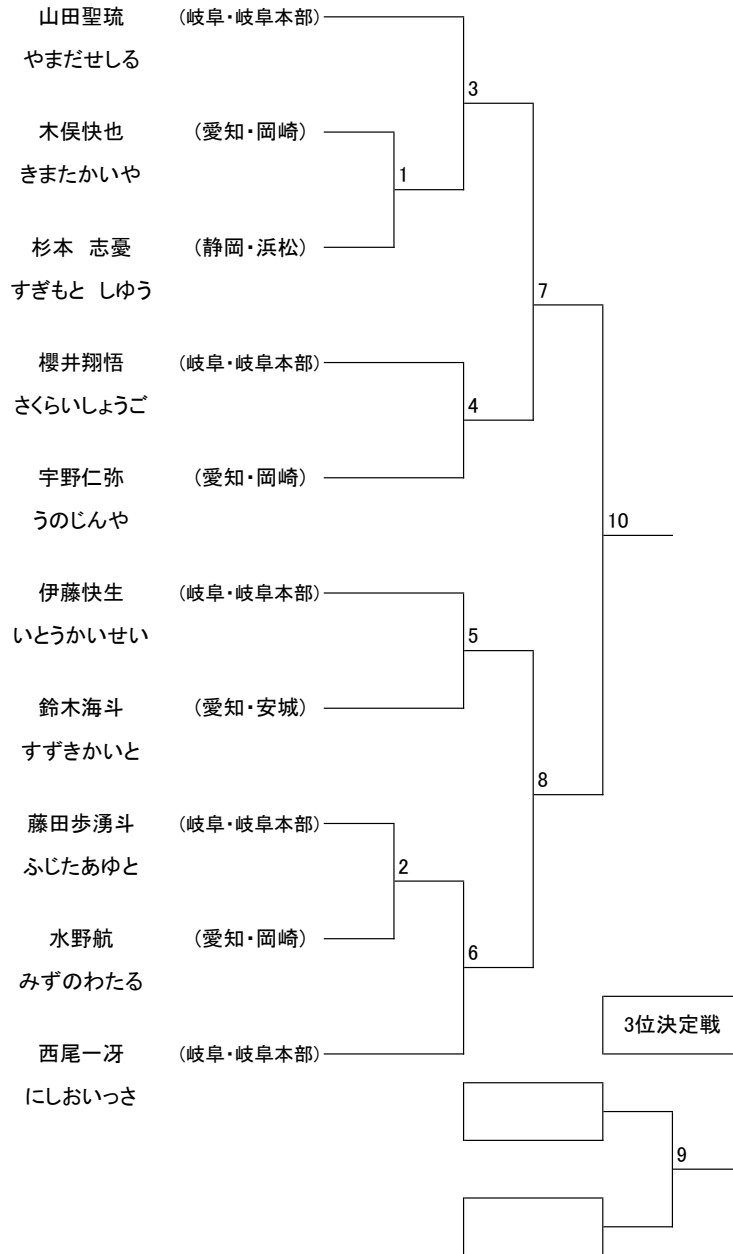 山田聖琉 (岐阜・岐阜本部)
やまだせしる
3
木俣快也 (愛知・岡崎)
きまたかいや
1
杉本 志憂 (静岡・浜松)
すぎもと しゆう
7
櫻井翔悟 (岐阜・岐阜本部)
さくらいしょうご
4
宇野仁弥 (愛知・岡崎)
うのじんや
10
伊藤快生 (岐阜・岐阜本部)
いとうかいせい
5
鈴木海斗 (愛知・安城)
すずきかいと
8
藤田歩湧斗 (岐阜・岐阜本部)
ふじたあゆと
2
水野航 (愛知・岡崎)
みずのわたる
6
3位決定戦
西尾一冴 (岐阜・岐阜本部)
にしおいっさ
9